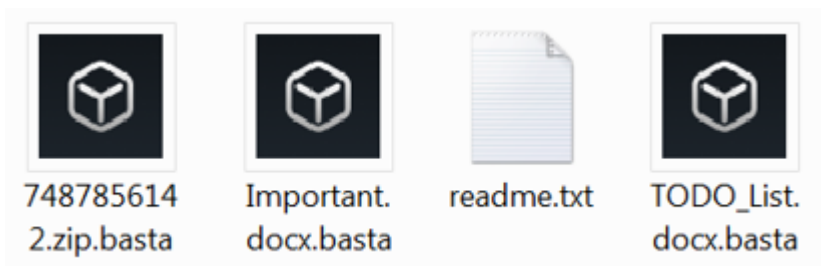 748785614
2.zip.basta
Important.
docx.basta
readme.txt
TODO_List.
docx.basta